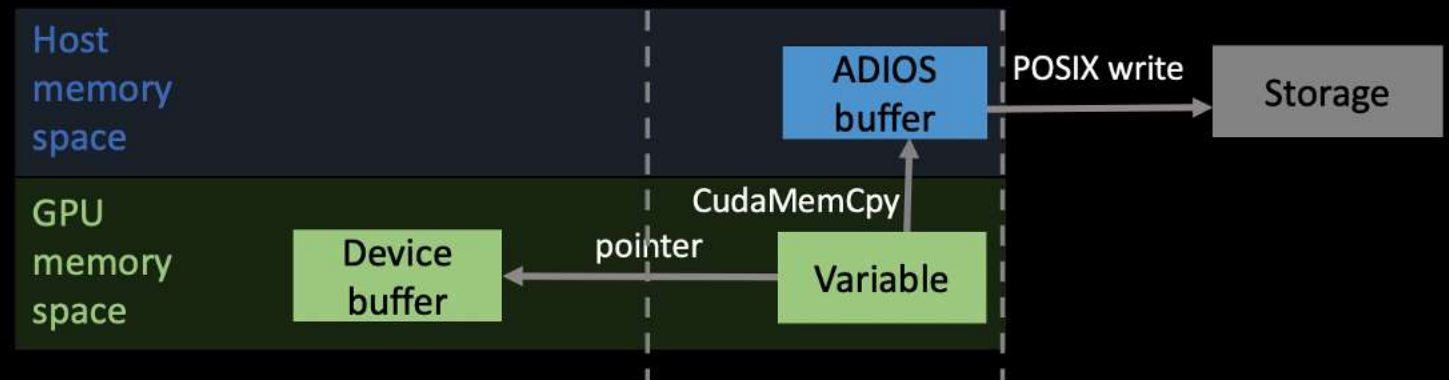 Host
memory
space
ADIOS
buffer
POSIX write
Storage
GPU
memory
space
Device
buffer
pointer
CudaMemCpy
Variable